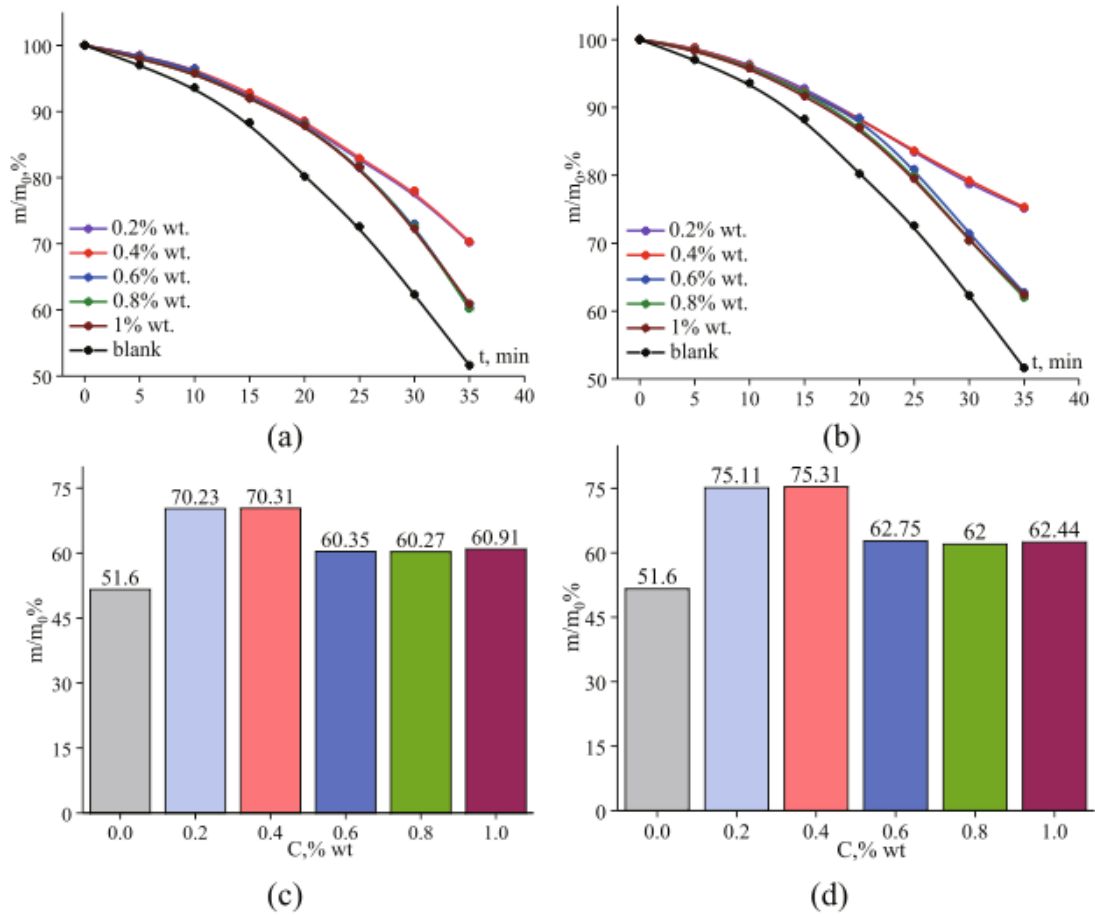 m/m0,%
100
90
80
70
60
50
0.2% wt.
0.4% wt.
0.6% wt.
0.8% wt.
1% wt.
blank
t, min
0 5 10 15 20 25 30 35 40
(a)
m/m0,%
100
90
80
70
60
50
0.2% wt.
0.4% wt.
0.6% wt.
0.8% wt.
1% wt.
blank
t, min
0 5 10 15 20 25 30 35 40
(b)
m/m0%
75
60
45
30
15
0
51.6 70.23 70.31 60.35 60.27 60.91
0.0 0.2 0.4 0.6 0.8 1.0
C,% wt
(c)
m/m0%
75
60
45
30
15
0
51.6 75.11 75.31 62.75 62 62.44
0.0 0.2 0.4 0.6 0.8 1.0
C,% wt
(d)